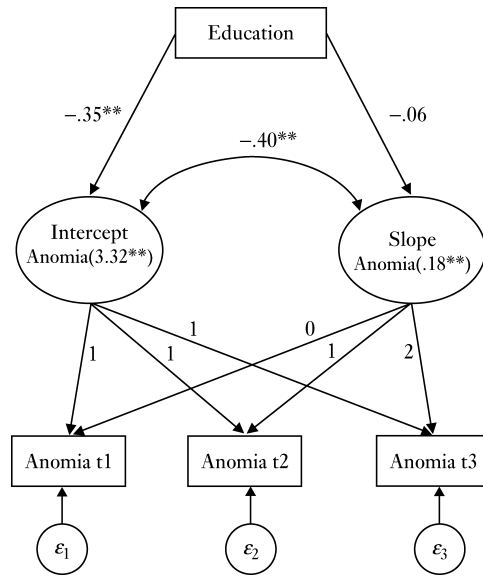 Education
−.35**
−.06
−.40**
Intercept
Anomia(3.32**)
Slope
Anomia(.18**)
1
1
1
0
1
2
Anomia t1
Anomia t2
Anomia t3
ε1
ε2
ε3